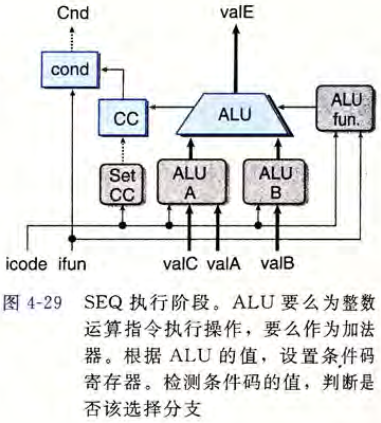 Cnd valE
cond
CC
ALU
ALU
fun.
Set
CC
ALU
A
ALU
B
icode ifun valC valA valB
图 4-29 SEQ 执行阶段。ALU 要么为整数
运算指令执行操作，要么作为加法
器。根据 ALU 的值，设置条件码
寄存器。检测条件码的值，判断是
否该选择分支